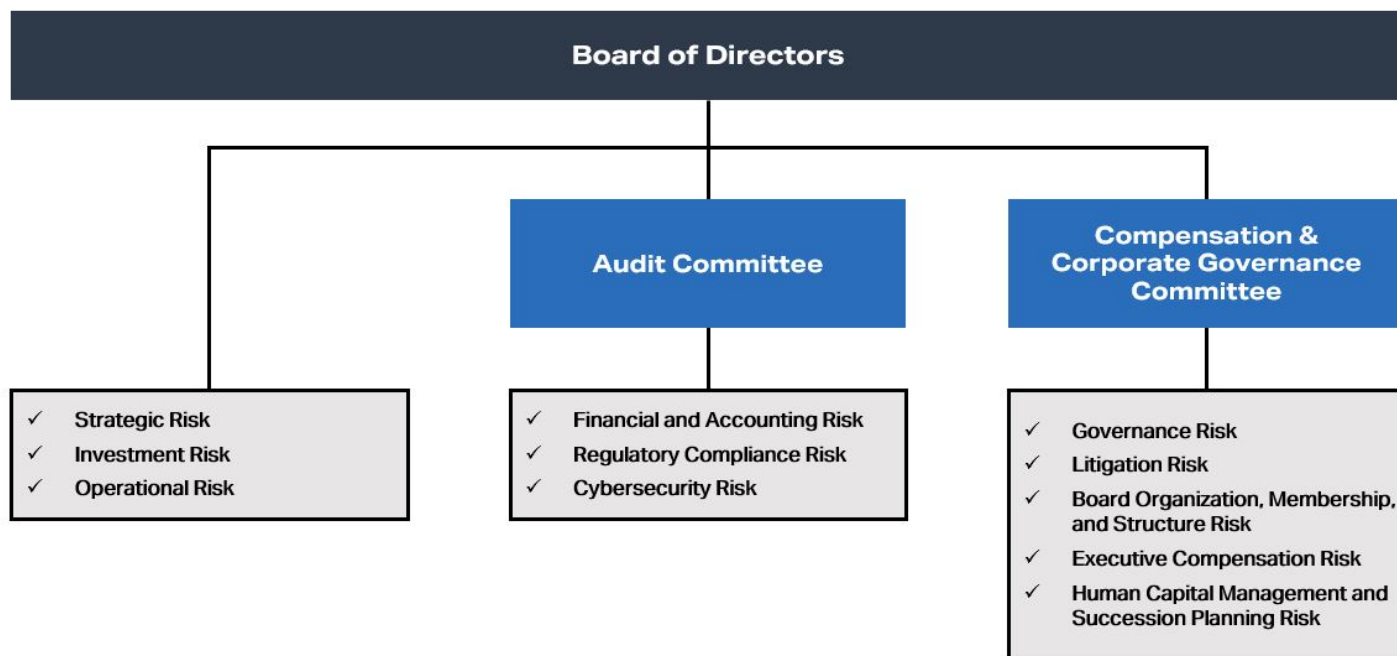 Board of Directors
Audit Committee
Compensation &
Corporate Governance
Committee
✓ Strategic Risk
✓ Investment Risk
✓ Operational Risk
✓ Financial and Accounting Risk
✓ Regulatory Compliance Risk
✓ Cybersecurity Risk
✓ Governance Risk
✓ Litigation Risk
✓ Board Organization, Membership,
and Structure Risk
✓ Executive Compensation Risk
✓ Human Capital Management and
Succession Planning Risk